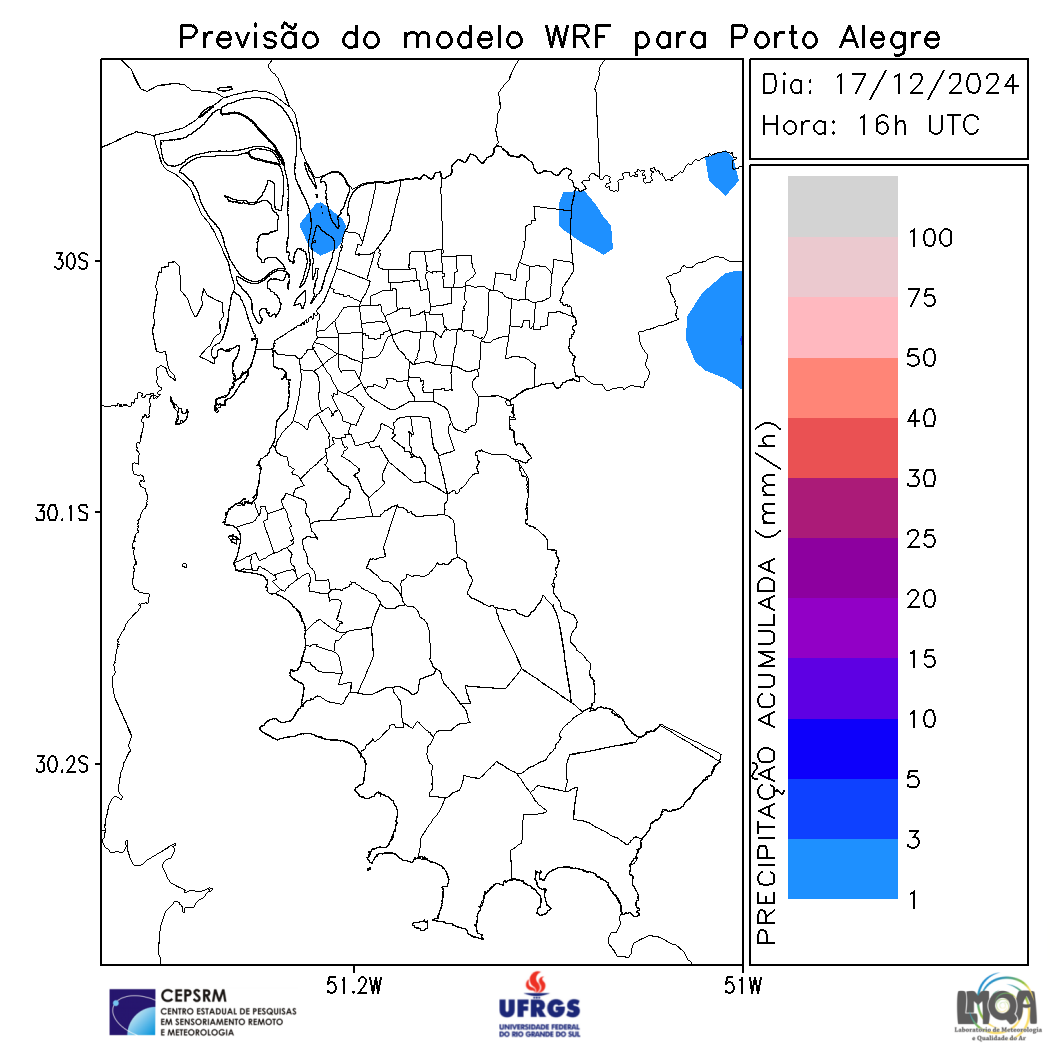 Previsão do modelo WRF para Porto Alegre
Dia: 17/12/2024
Hora: 16h UTC
30S
30.1S
30.2S
51.2W
51W
PRECIPITAÇÃO ACUMULADA (mm/h)
100
75
50
40
30
25
20
15
10
5
3
1
CEPSRM
CENTRO ESTADUAL DE PESQUISAS
EM SENSORIAMENTO REMOTO
E METEOROLOGIA
UFRGS
UNIVERSIDADE FEDERAL
DO RIO GRANDE DO SUL
LMQA
Laboratório de Meteorologia
e Qualidade do Ar